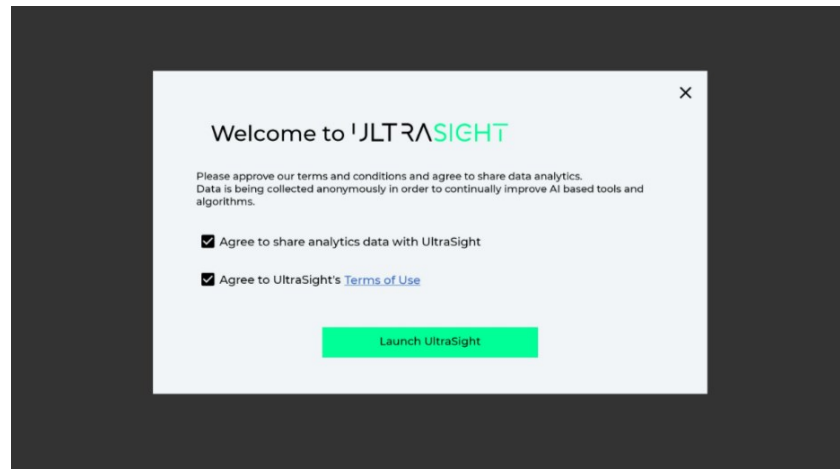 Welcome to ULTRASIGHT
Please approve our terms and conditions and agree to share data analytics.
Data is being collected anonymously in order to continually improve AI based tools and
algorithms.
Agree to share analytics data with UltraSight
Agree to UltraSight's Terms of Use
Launch UltraSight